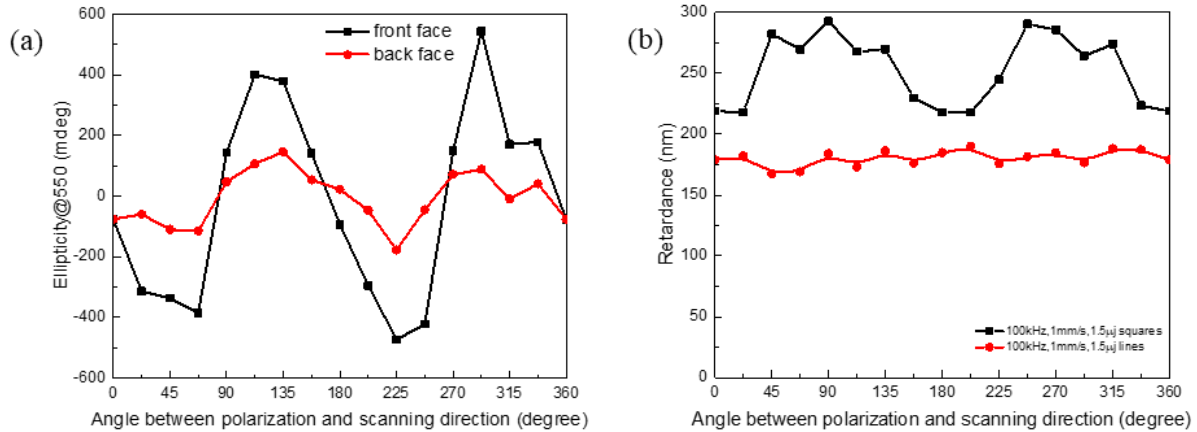 (a)
front face
back face
Ellipticity@550 (mdeg)
400
200
0
-200
-400
-600
0 45 90 135 180 225 270 315 360
Angle between polarization and scanning direction (degree)
(b)
Retardance (nm)
300
250
200
150
100
50
0
100kHz,1mm/s,1.5μj squares
100kHz,1mm/s,1.5μj lines
0 45 90 135 180 225 270 315 360
Angle between polarization and scanning direction (degree)